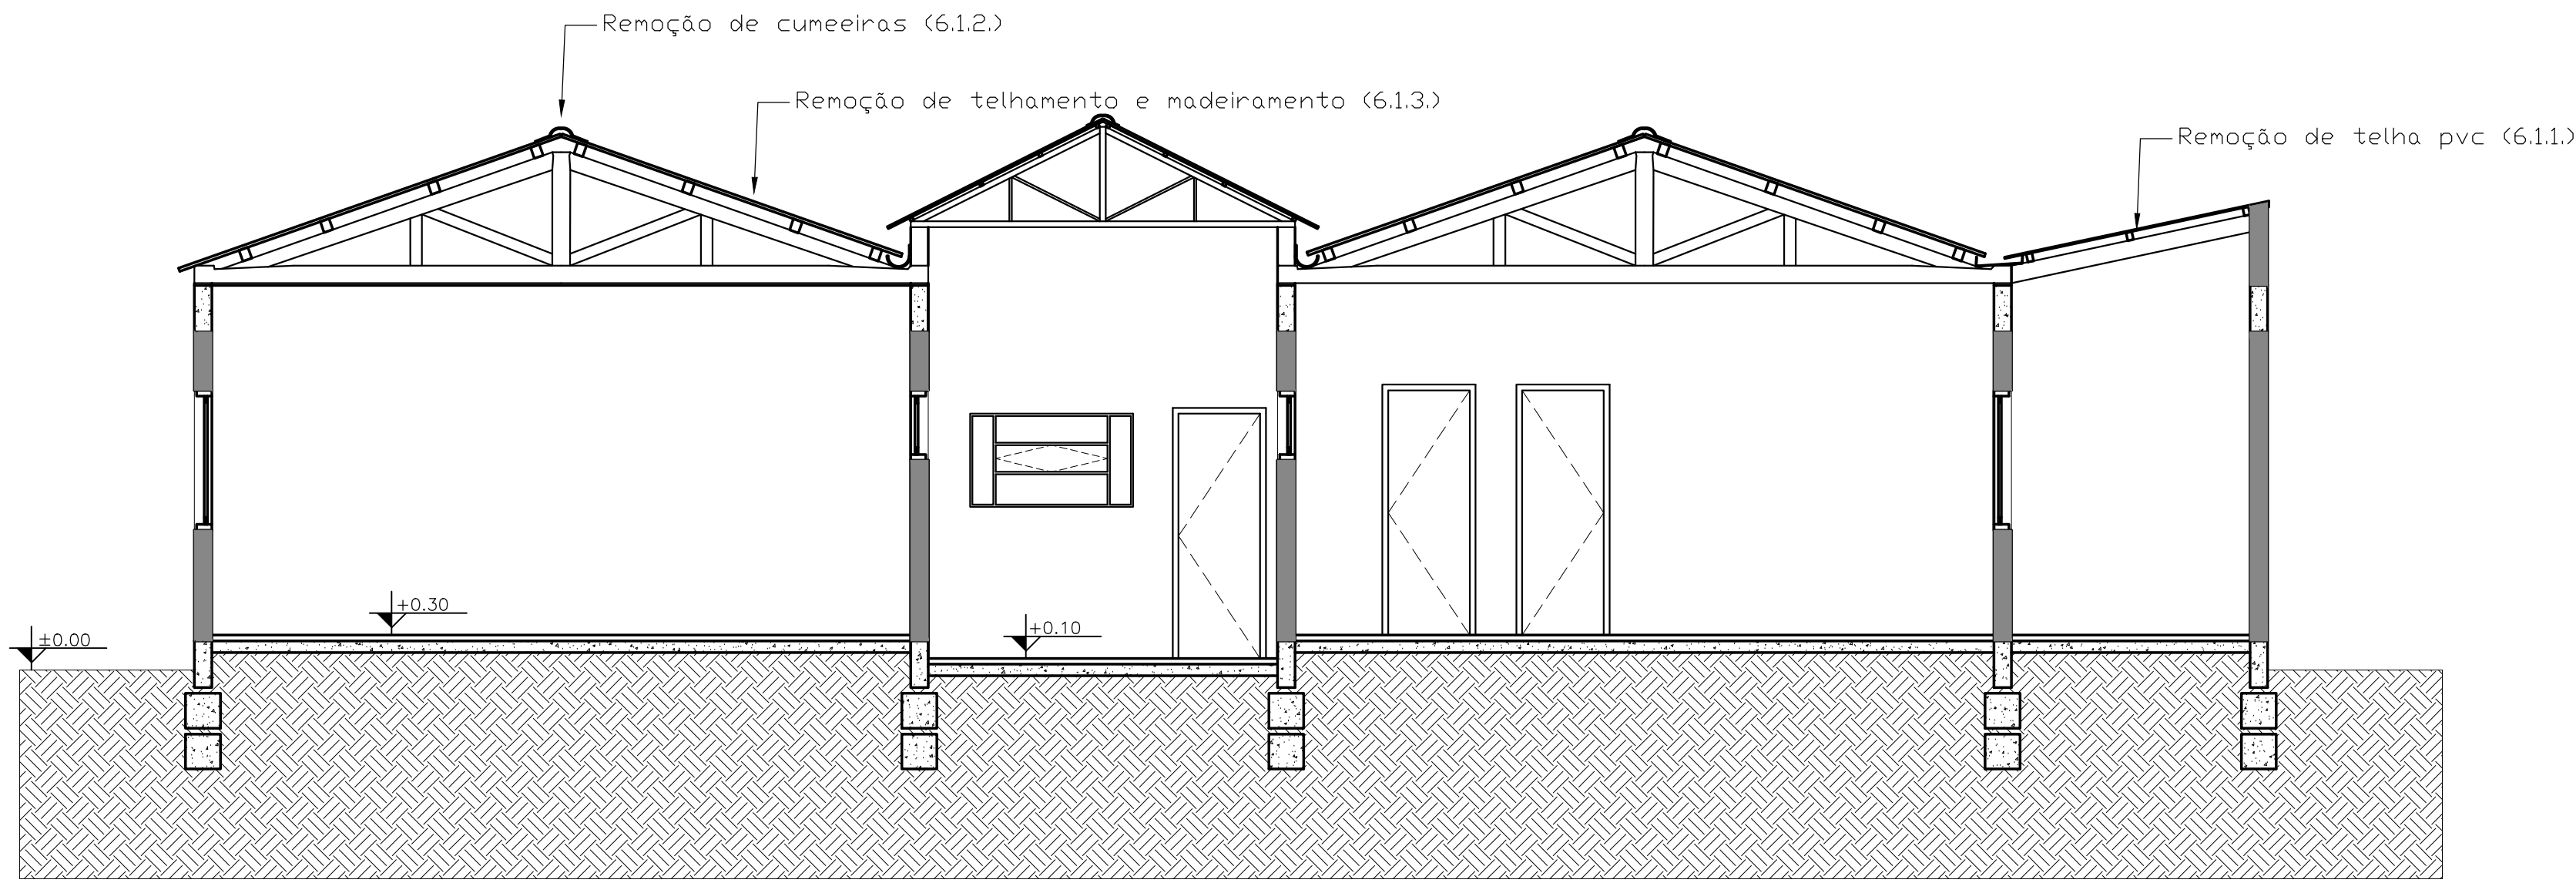 Remoção de cumeeiras (6.1.2.)
Remoção de telhamento e madeiramento (6.1.3.)
Remoção de telha pvc (6.1.1.)
+0.30
+0.10
±0.00